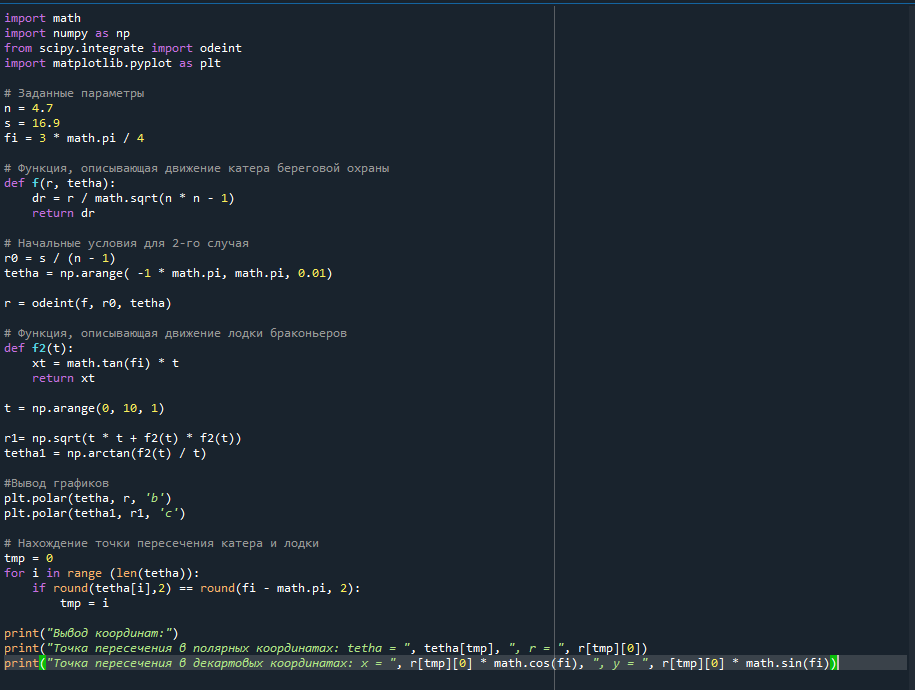 import math
import numpy as np
from scipy.integrate import odeint
import matplotlib.pyplot as plt
# Заданные параметры
n = 4.7
s = 16.9
fi = 3 * math.pi / 4
# Функция, описывающая движение катера береговой охраны
def f(r, tetha):
    dr = r / math.sqrt(n * n - 1)
    return dr
# Начальные условия для 2-го случая
r0 = s / (n - 1)
tetha = np.arange( -1 * math.pi, math.pi, 0.01)
r = odeint(f, r0, tetha)
# Функция, описывающая движение лодки браконьеров
def f2(t):
    xt = math.tan(fi) * t
    return xt
t = np.arange(0, 10, 1)
r1= np.sqrt(t * t + f2(t) * f2(t))
tetha1 = np.arctan(f2(t) / t)
#Вывод графиков
plt.polar(tetha, r, 'b')
plt.polar(tetha1, r1, 'c')
# Нахождение точки пересечения катера и лодки
tmp = 0
for i in range (len(tetha)):
    if round(tetha[i],2) == round(fi - math.pi, 2):
        tmp = i
print("Вывод координат:")
print("Точка пересечения в полярных координатах: tetha = ", tetha[tmp], ", r = ", r[tmp][0])
print("Точка пересечения в декартовых координатах: x = ", r[tmp][0] * math.cos(fi), ", y = ", r[tmp][0] * math.sin(fi))